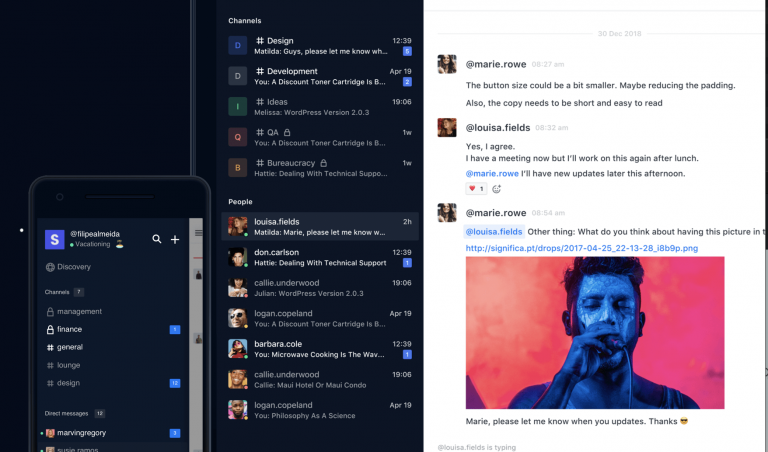 @filipealmeida
Vacationing
Discovery
Channels 7
management
finance 1
# general
# lounge
# design 12
Direct messages 12
marvingregory 3
susie.ramos
Channels
D # Design 12:39
Matilda: Guys, please let me know wh... 5
D # Development Apr 19
You: A Discount Toner Cartridge Is B... 2
I # Ideas 19:06
Melissa: WordPress Version 2.0.3
Q # QA 1w
You: A Discount Toner Cartridge Is B...
B # Bureaucracy 1w
Hattie: Dealing With Technical Suppo...
People
louisa.fields 2h
Matilda: Marie, please let me know w...
don.carlson 12:39
Hattie: Dealing With Technical Support 1
callie.underwood 19:06
Julian: WordPress Version 2.0.3
logan.copeland Apr 19
You: A Discount Toner Cartridge Is B...
barbara.cole 12:39
You: Microwave Cooking Is The Wav... 1
callie.underwood 19:06
Callie: Maui Hotel Or Maui Condo
logan.copeland Apr 19
You: Philosophy As A Science
30 Dec 2018
@marie.rowe 08:27 am
The button size could be a bit smaller. Maybe reducing the padding.
Also, the copy needs to be short and easy to read
@louisa.fields 08:32 am
Yes, I agree.
I have a meeting now but I'll work on this again after lunch.
@marie.rowe I'll have new updates later this afternoon.
❤️ 1
@marie.rowe 08:54 am
@louisa.fields Other thing: What do you think about having this picture in t
http://significa.pt/drops/2017-04-25_22-13-28_i8b9p.png
Marie, please let me know when you updates. Thanks 😎
@louisa.fields is typing